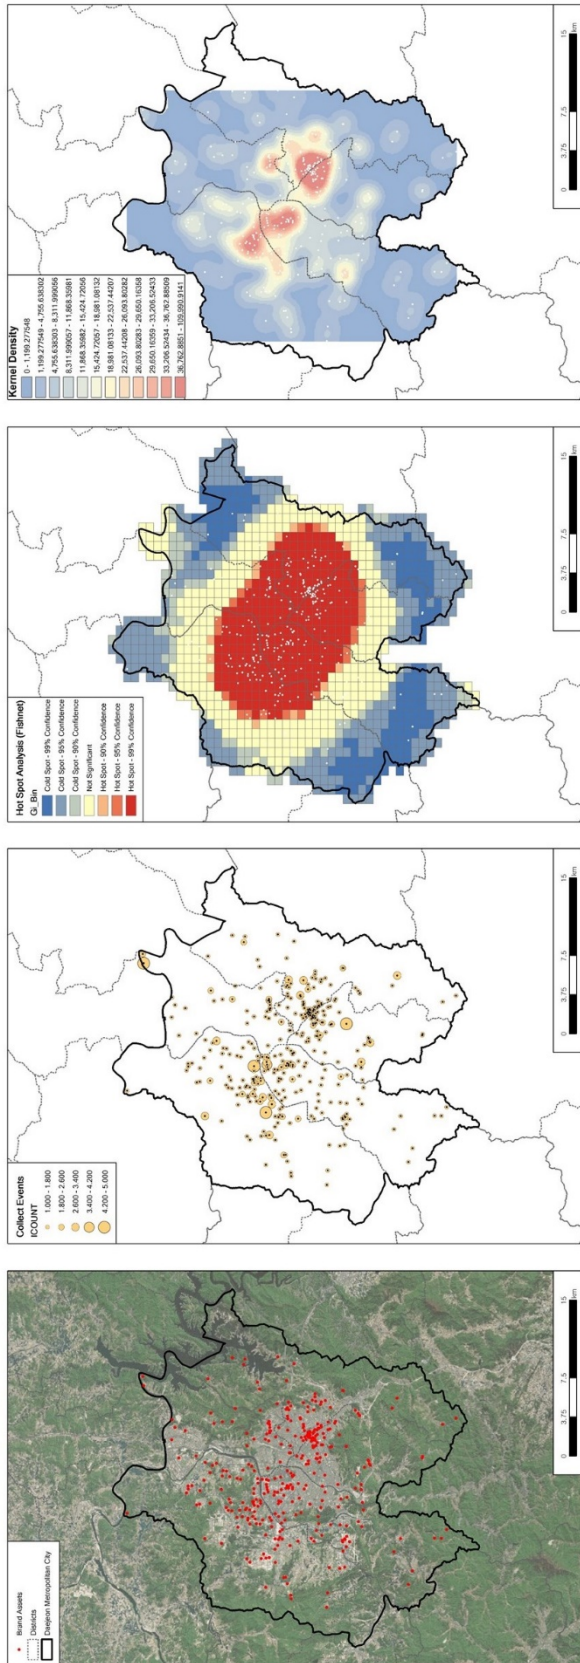 Brand Assets
Districts
Daejeon Metropolitan City
0 3.75 7.5 15
km
Collect Events
ICOUNT
1.000 - 1.800
1.800 - 2.600
2.600 - 3.400
3.400 - 4.200
4.200 - 5.000
0 3.75 7.5 15
km
Hot Spot Analysis (Fishnet)
Gi_Bin
Cold Spot - 99% Confidence
Cold Spot - 95% Confidence
Cold Spot - 90% Confidence
Not Significant
Hot Spot - 90% Confidence
Hot Spot - 95% Confidence
Hot Spot - 99% Confidence
0 3.75 7.5 15
km
Kernel Density
0 - 1,199.277548
1,199.277549 - 4,755.638302
4,755.638303 - 8,311.999056
8,311.999057 - 11,868.35981
11,868.35982 - 15,424.72056
15,424.72057 - 18,981.08132
18,981.08133 - 22,537.44207
22,537.44208 - 26,093.80282
26,093.80283 - 29,650.16358
29,650.16359 - 33,206.52433
33,206.52434 - 36,762.88509
36,762.8851 - 109,990.9141
0 3.75 7.5 15
km